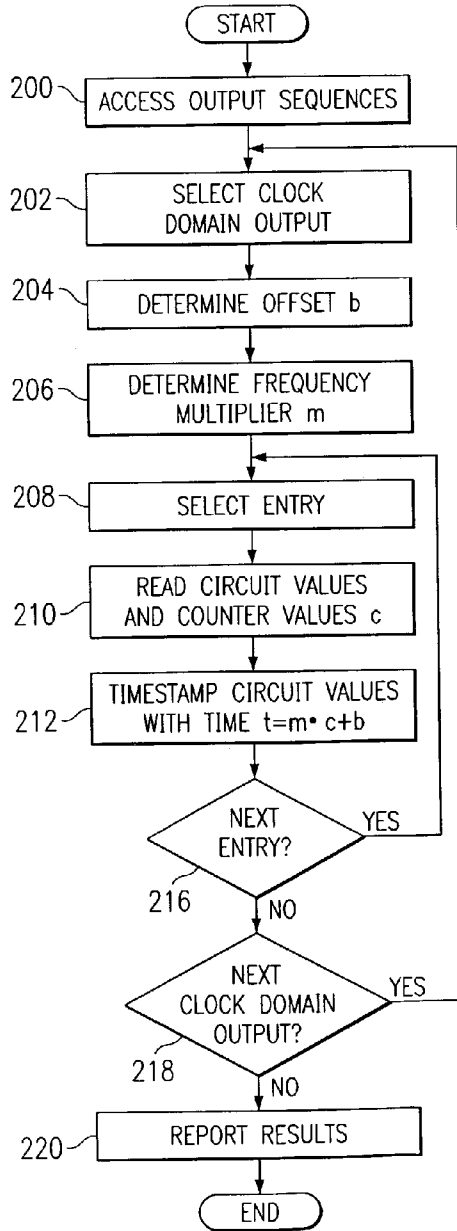 START
200
ACCESS OUTPUT SEQUENCES
202
SELECT CLOCK
DOMAIN OUTPUT
204
DETERMINE OFFSET b
206
DETERMINE FREQUENCY
MULTIPLIER m
208
SELECT ENTRY
210
READ CIRCUIT VALUES
AND COUNTER VALUES c
212
TIMESTAMP CIRCUIT VALUES
WITH TIME t=m• c+b
NEXT
ENTRY?
YES
216
NO
NEXT
CLOCK DOMAIN
OUTPUT?
YES
218
NO
220
REPORT RESULTS
END